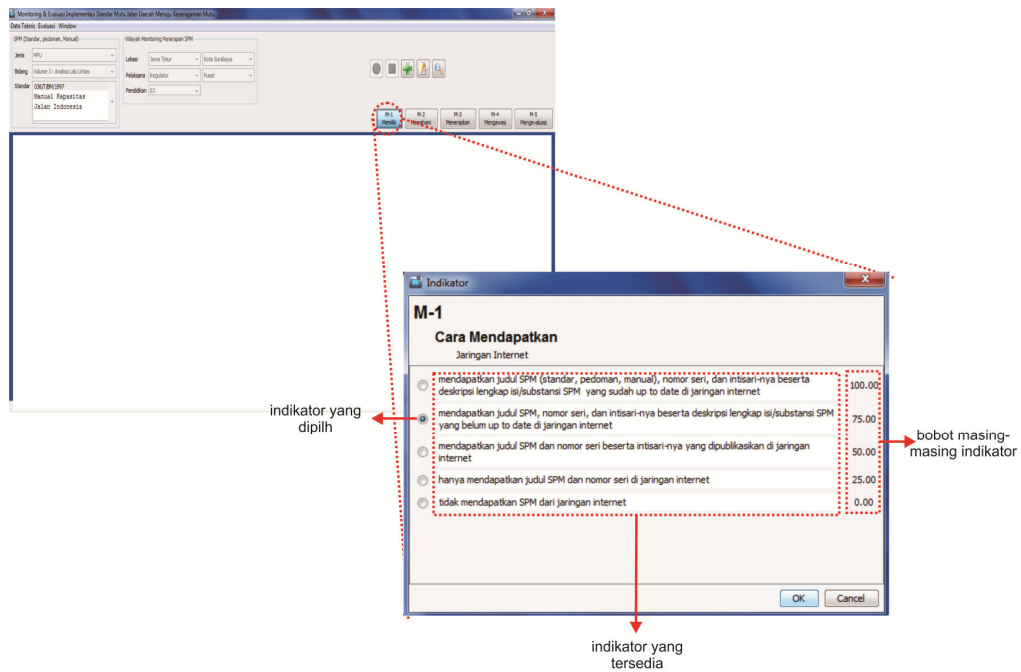 Monitoring & Evaluasi Implementasi Standar Mutu Jalan Daerah Menuju Keseragaman Mutu
Data Teknis Evaluasi Window
SPM (Standar, pedoman, Manual)
Wilayah Monitoring Penerapan SPM
Jenis MPU
Lokasi Jawa Timur Kota Surabaya
Bidang Volume 3 : Analisa Lalu Lintas
Pelaksana Regulator Pusat
Standar 036/T/BM/1997
Pendidikan S3
Manual Kapasitas
Jalan Indonesia
M-1 M-2 M-3 M-4 M-5
Memiliki Memahami Menerapkan Mengawasi Mengevaluasi
Indikator
M-1
Cara Mendapatkan
Jaringan Internet
mendapatkan judul SPM (standar, pedoman, manual), nomor seri, dan intisari-nya beserta
deskripsi lengkap isi/substansi SPM yang sudah up to date di jaringan internet
100.00
mendapatkan judul SPM, nomor seri, dan intisari-nya beserta deskripsi lengkap isi/substansi SPM
yang belum up to date di jaringan internet
75.00
mendapatkan judul SPM dan nomor seri beserta intisari-nya yang dipublikasikan di jaringan
internet
50.00
hanya mendapatkan judul SPM dan nomor seri di jaringan internet
25.00
tidak mendapatkan SPM dari jaringan internet
0.00
OK Cancel
indikator yang
dipilh
bobot masing-
masing indikator
indikator yang
tersedia